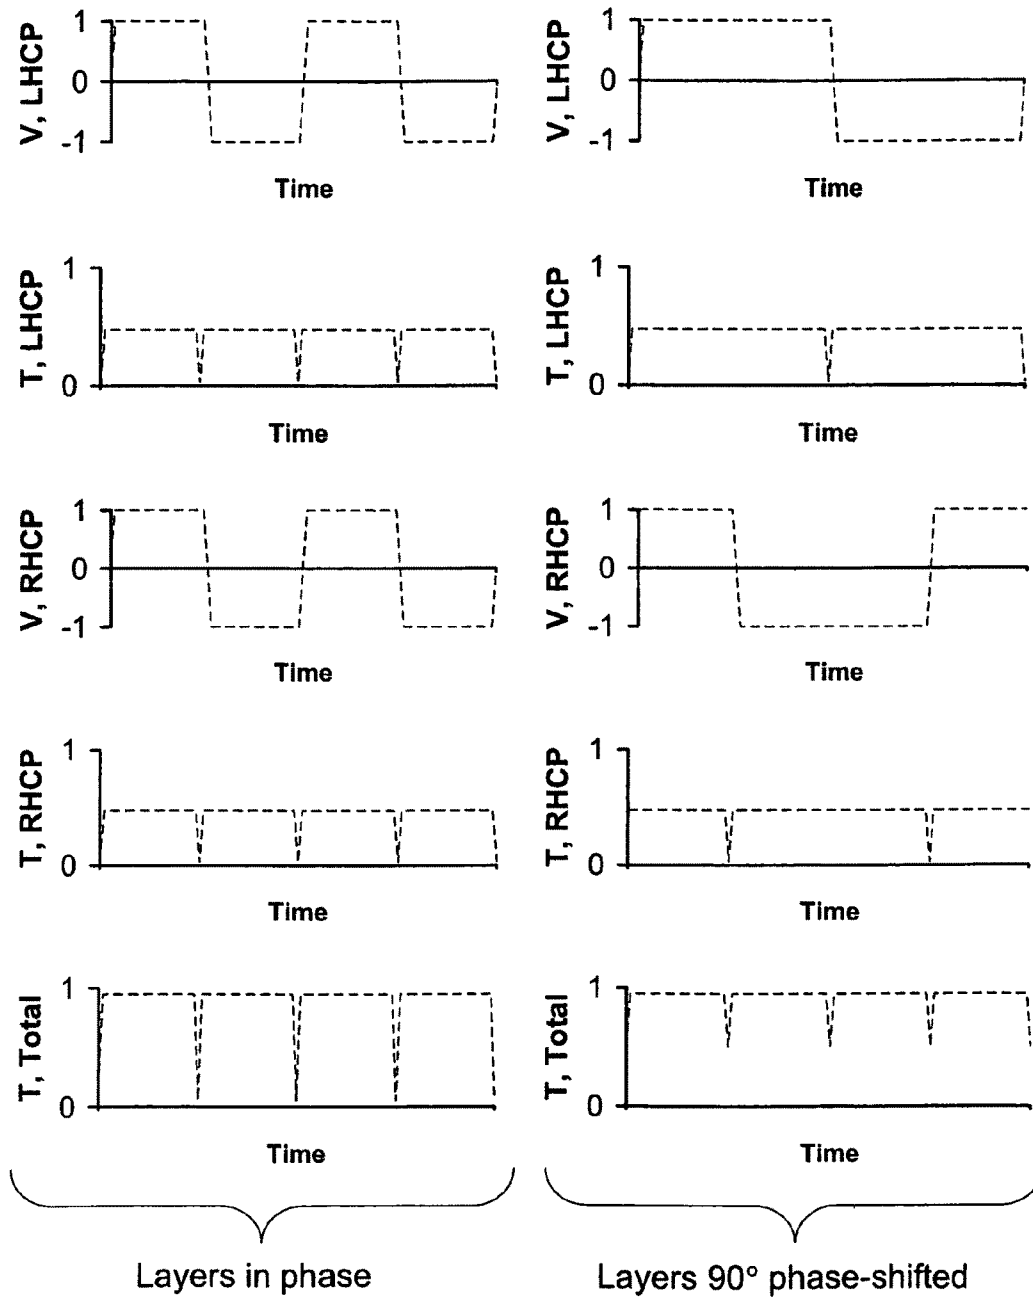 V, LHCP
1
0
-1
Time
V, LHCP
1
0
-1
Time
T, LHCP
1
0
Time
T, LHCP
1
0
Time
V, RHCP
1
0
-1
Time
V, RHCP
1
0
-1
Time
T, RHCP
1
0
Time
T, RHCP
1
0
Time
T, Total
1
0
Time
T, Total
1
0
Time
Layers in phase
Layers 90° phase-shifted